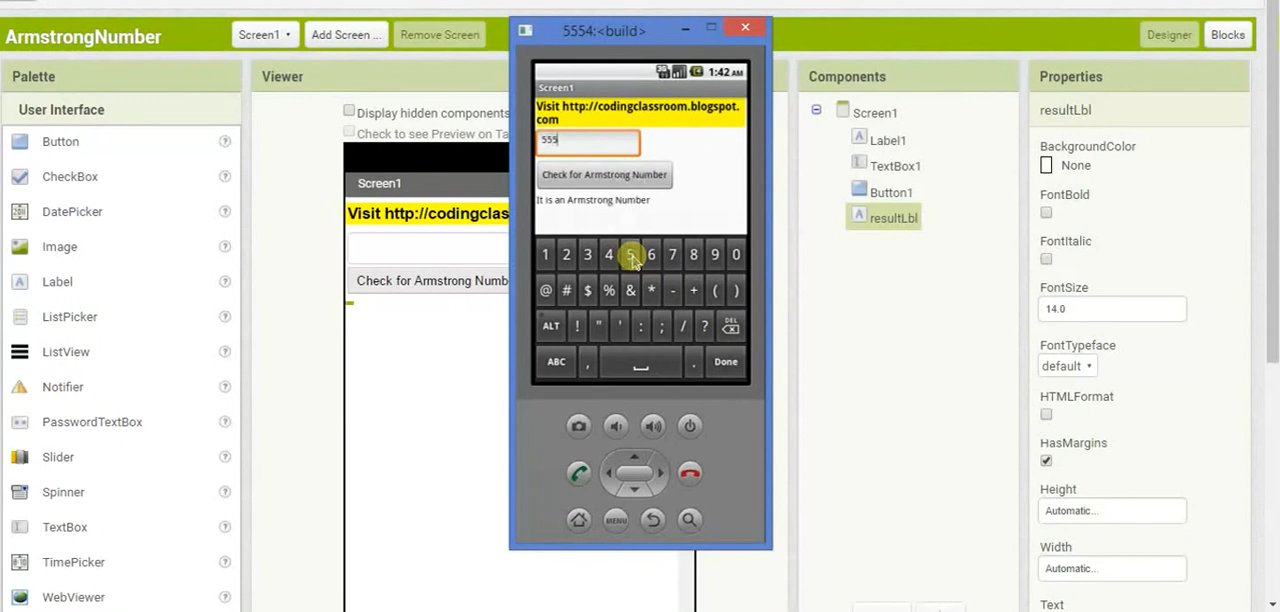 ArmstrongNumber
Screen1
Add Screen ...
Remove Screen
Designer
Blocks
Palette
User Interface
Button
?
CheckBox
?
DatePicker
?
Image
?
Label
?
ListPicker
?
ListView
?
Notifier
?
PasswordTextBox
?
Slider
?
Spinner
?
TextBox
?
TimePicker
?
WebViewer
?
Viewer
Display hidden components
Check to see Preview on Ta
Screen1
Visit http://codingclas
Check for Armstrong Numb
5554:<build>
1:42 AM
Screen1
Visit http://codingclassroom.blogspot.
com
555
Check for Armstrong Number
It is an Armstrong Number
1 2 3 4 5 6 7 8 9 0
@ # $ % & * - + ( )
ALT ! " ' : ; / ? DEL
ABC , . Done
MENU
Components
Screen1
Label1
TextBox1
Button1
resultLbl
Properties
resultLbl
BackgroundColor
None
FontBold
FontItalic
FontSize
14.0
FontTypeface
default
HTMLFormat
HasMargins
Height
Automatic...
Width
Automatic...
Text